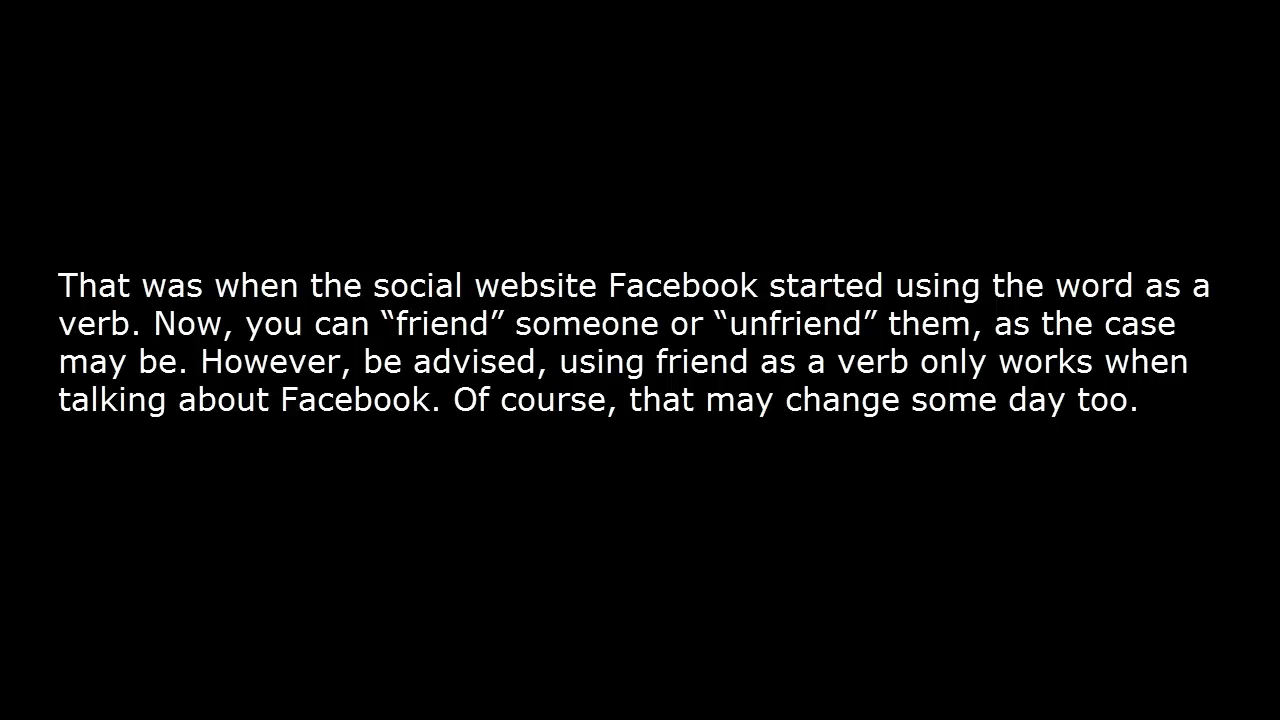 That was when the social website Facebook started using the word as a
verb. Now, you can “friend” someone or “unfriend” them, as the case
may be. However, be advised, using friend as a verb only works when
talking about Facebook. Of course, that may change some day too.